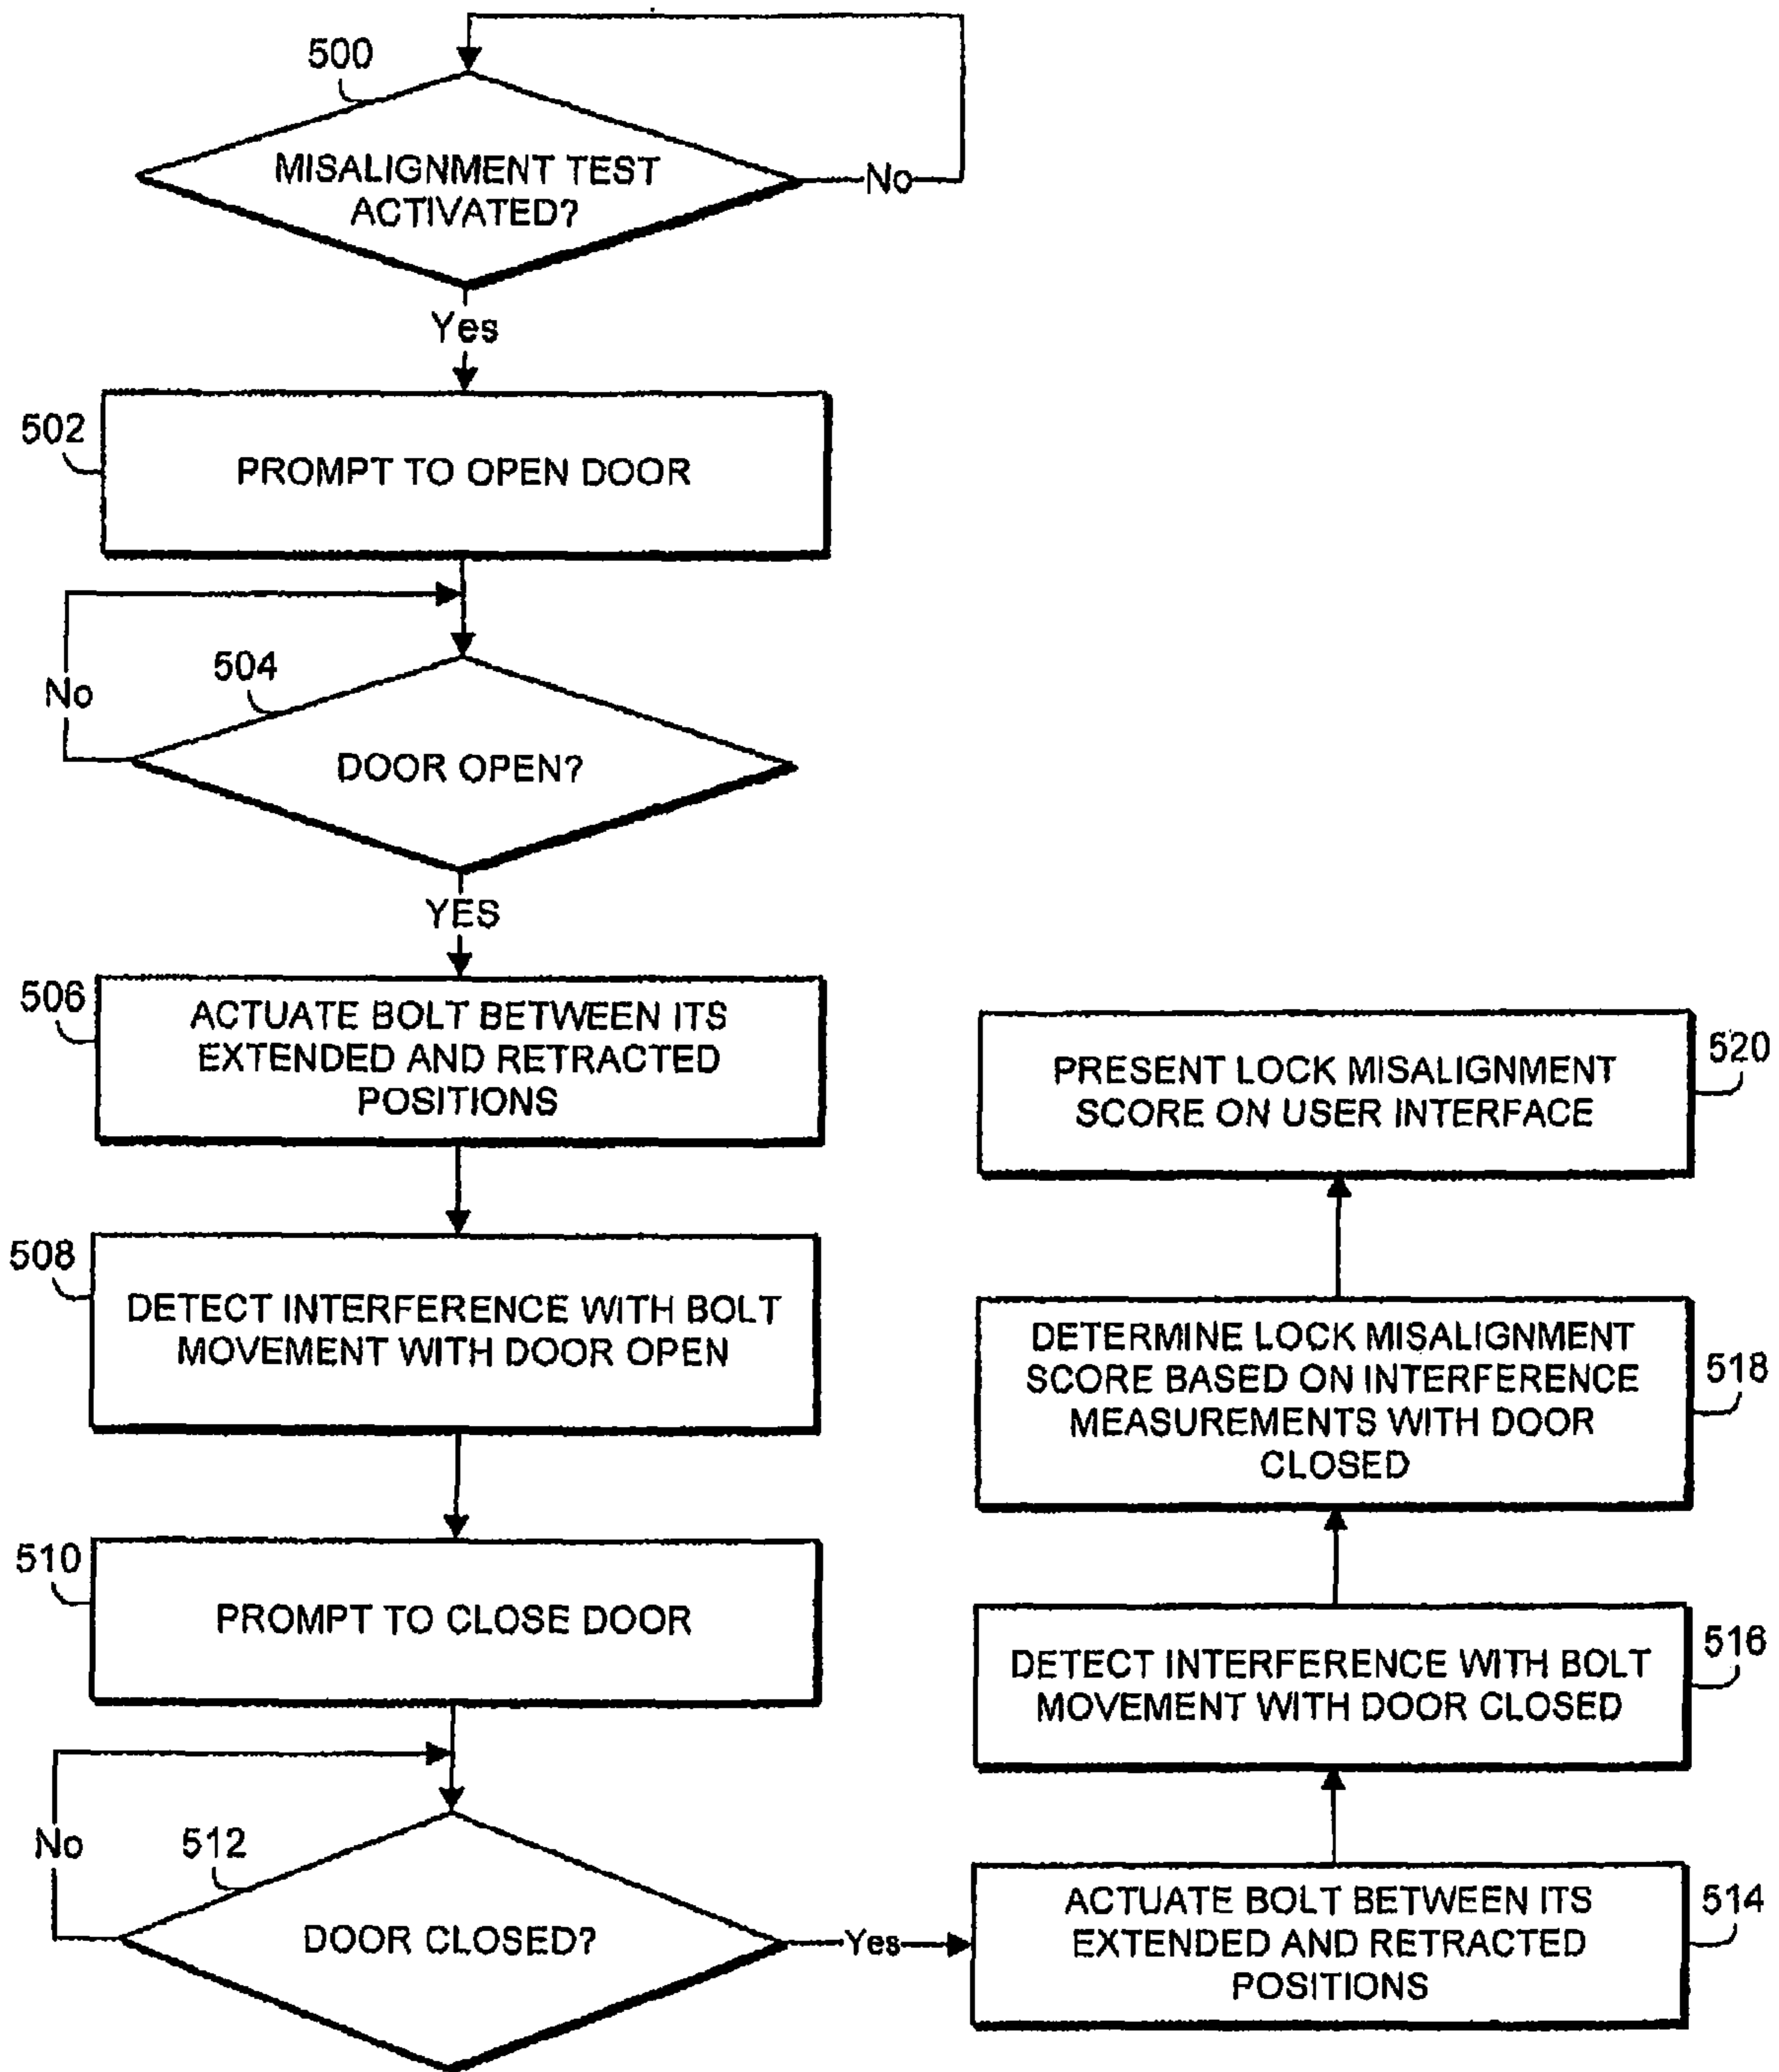 500
MISALIGNMENT TEST
ACTIVATED?
No
Yes
502
PROMPT TO OPEN DOOR
504
No
DOOR OPEN?
YES
506
ACTUATE BOLT BETWEEN ITS
EXTENDED AND RETRACTED
POSITIONS
508
DETECT INTERFERENCE WITH BOLT
MOVEMENT WITH DOOR OPEN
510
PROMPT TO CLOSE DOOR
No
512
DOOR CLOSED?
Yes
514
ACTUATE BOLT BETWEEN ITS
EXTENDED AND RETRACTED
POSITIONS
516
DETECT INTERFERENCE WITH BOLT
MOVEMENT WITH DOOR CLOSED
518
DETERMINE LOCK MISALIGNMENT
SCORE BASED ON INTERFERENCE
MEASUREMENTS WITH DOOR
CLOSED
520
PRESENT LOCK MISALIGNMENT
SCORE ON USER INTERFACE